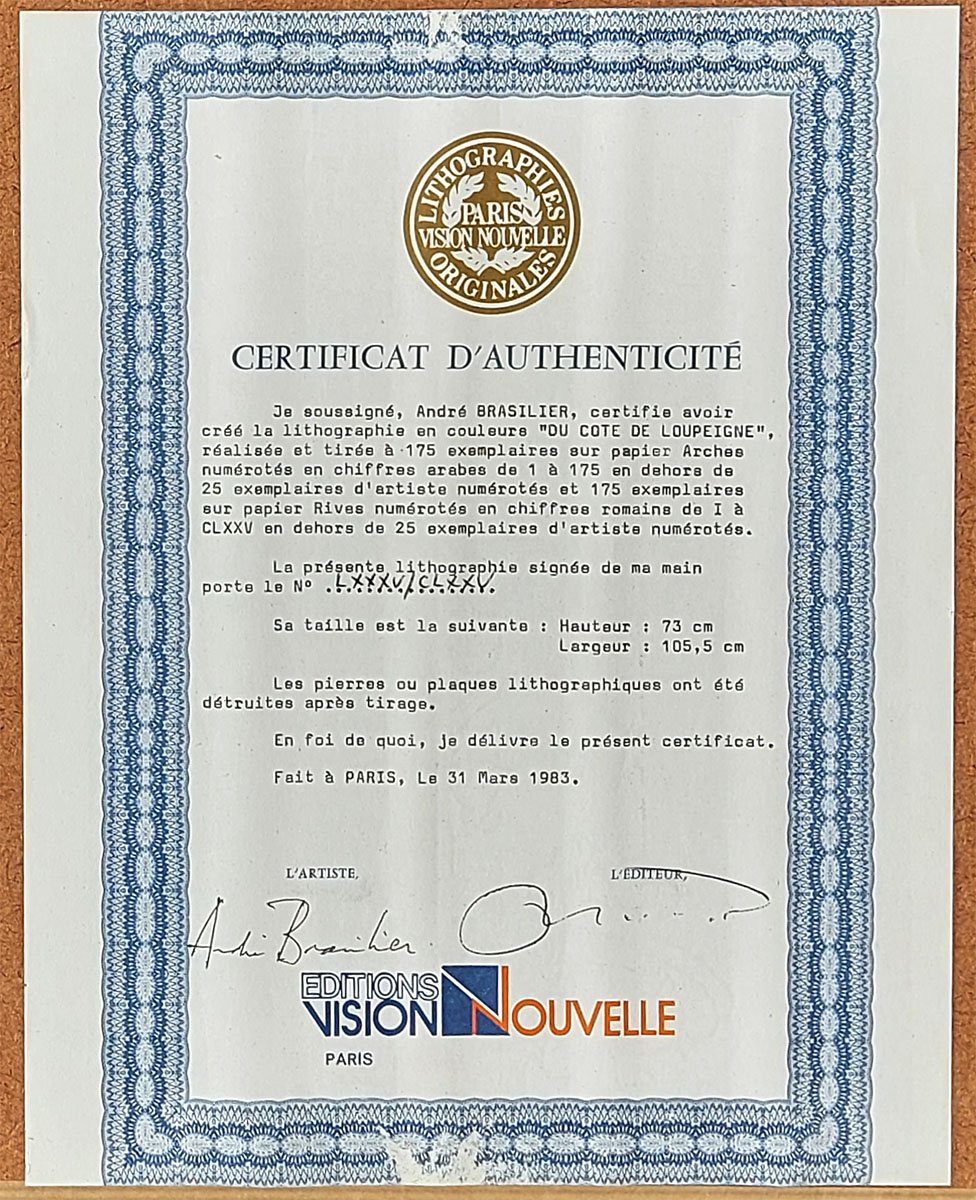 LITHOGRAPHIES
PARIS
VISION NOUVELLE
ORIGINALES
CERTIFICAT D'AUTHENTICITÉ
Je soussigné, André BRASILIER, certifie avoir
créé la lithographie en couleurs "DU COTE DE LOUPEIGNE",
réalisée et tirée à 175 exemplaires sur papier Arches
numérotés en chiffres arabes de 1 à 175 en dehors de
25 exemplaires d'artiste numérotés et 175 exemplaires
sur papier Rives numérotés en chiffres romains de I à
CLXXV en dehors de 25 exemplaires d'artiste numérotés.
La présente lithographie signée de ma main
porte le Nº LXXXV/CLXXV.
Sa taille est la suivante : Hauteur : 73 cm
Largeur : 105,5 cm
Les pierres ou plaques lithographiques ont été
détruites après tirage.
En foi de quoi, je délivre le présent certificat.
Fait à PARIS, Le 31 Mars 1983.
L'ARTISTE, L'ÉDITEUR,
André Brasilier
EDITIONS
VISION NOUVELLE
PARIS